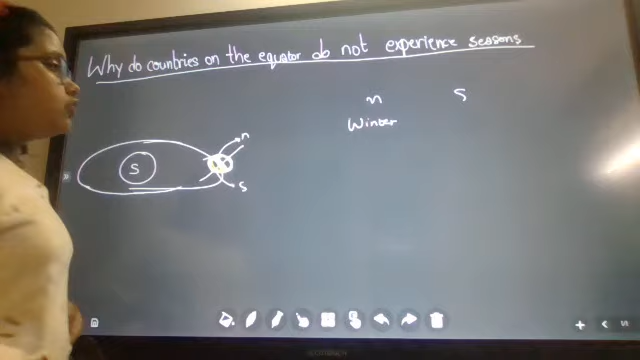 Why do countries on the equator do not experience seasons
n S
Winter
n
S
s